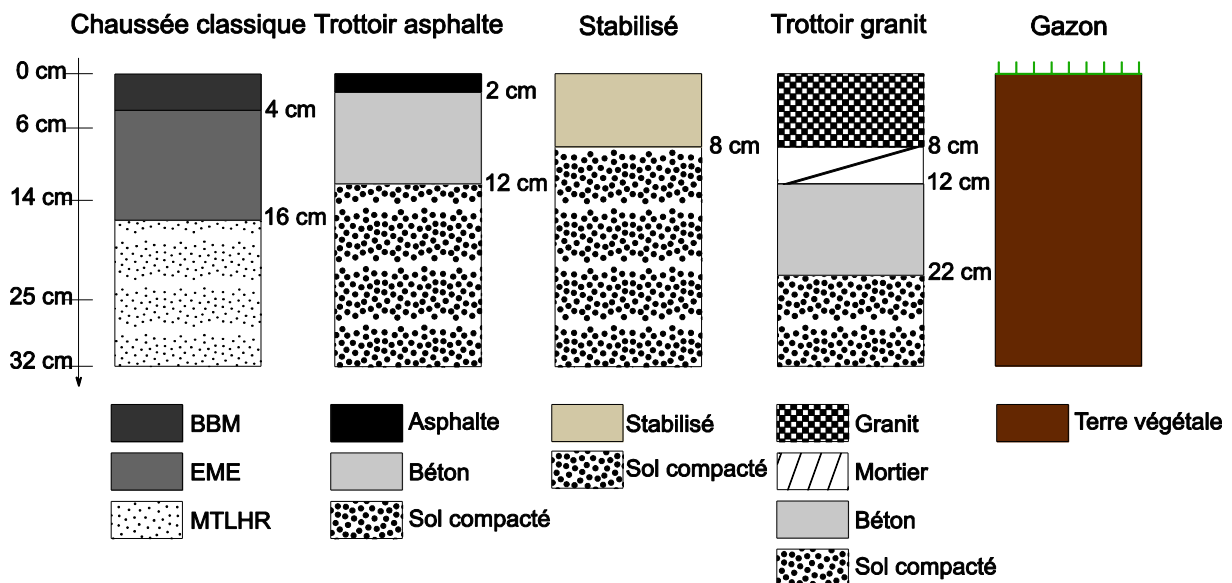 Chaussée classique Trottoir asphalte Stabilisé Trottoir granit Gazon
0 cm
2 cm
4 cm
6 cm
8 cm 8 cm
12 cm 12 cm
14 cm
16 cm
22 cm
25 cm
32 cm
BBM Asphalte Stabilisé Granit Terre végétale
EME Béton Sol compacté Mortier
MTLHR Sol compacté Béton
Sol compacté